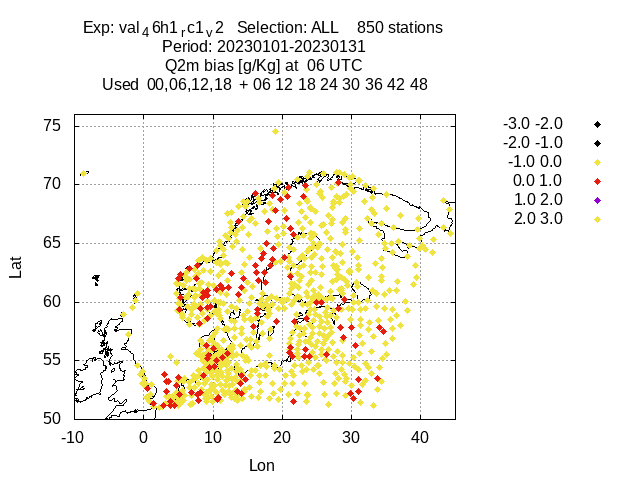 Exp: val₄6h1ᵣc1ᵥ2 Selection: ALL 850 stations
Period: 20230101-20230131
Q2m bias [g/Kg] at 06 UTC
Used 00,06,12,18 + 06 12 18 24 30 36 42 48
-3.0 -2.0
-2.0 -1.0
-1.0 0.0
0.0 1.0
1.0 2.0
2.0 3.0
75
70
65
60
55
50
Lat
-10 0 10 20 30 40
Lon